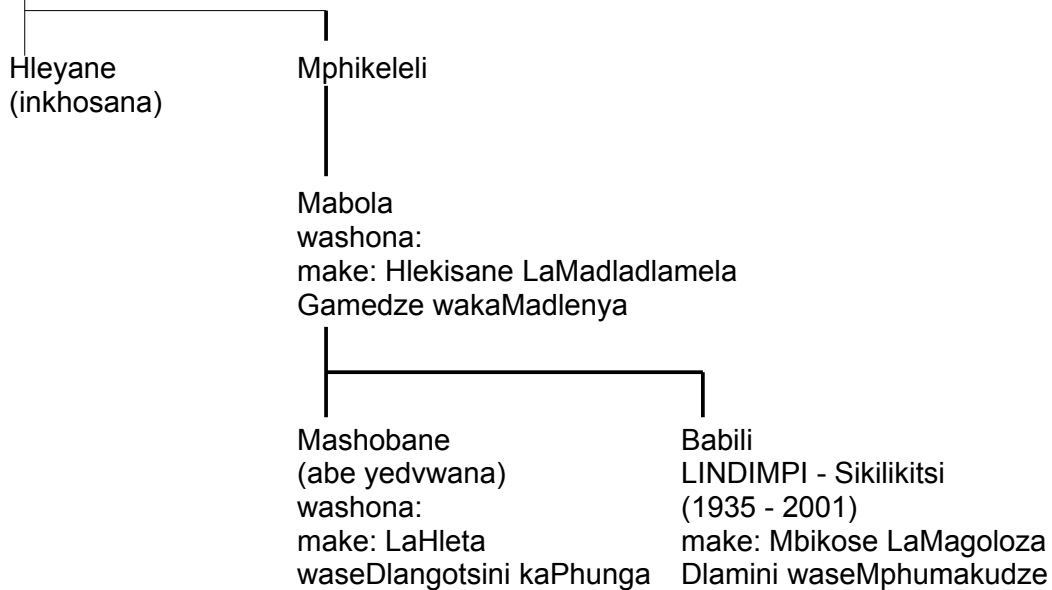 Hleyane
(inkhosana)
Mphikeleli
Mabola
washona:
make: Hlekisane LaMadladlamela
Gamedze wakaMadlenya
Mashobane
(abe yedvwana)
washona:
make: LaHleta
waseDlangotsini kaPhunga
Babili
LINDIMPI - Sikilikitsi
(1935 - 2001)
make: Mbikose LaMagoloza
Dlamini waseMphumakudze